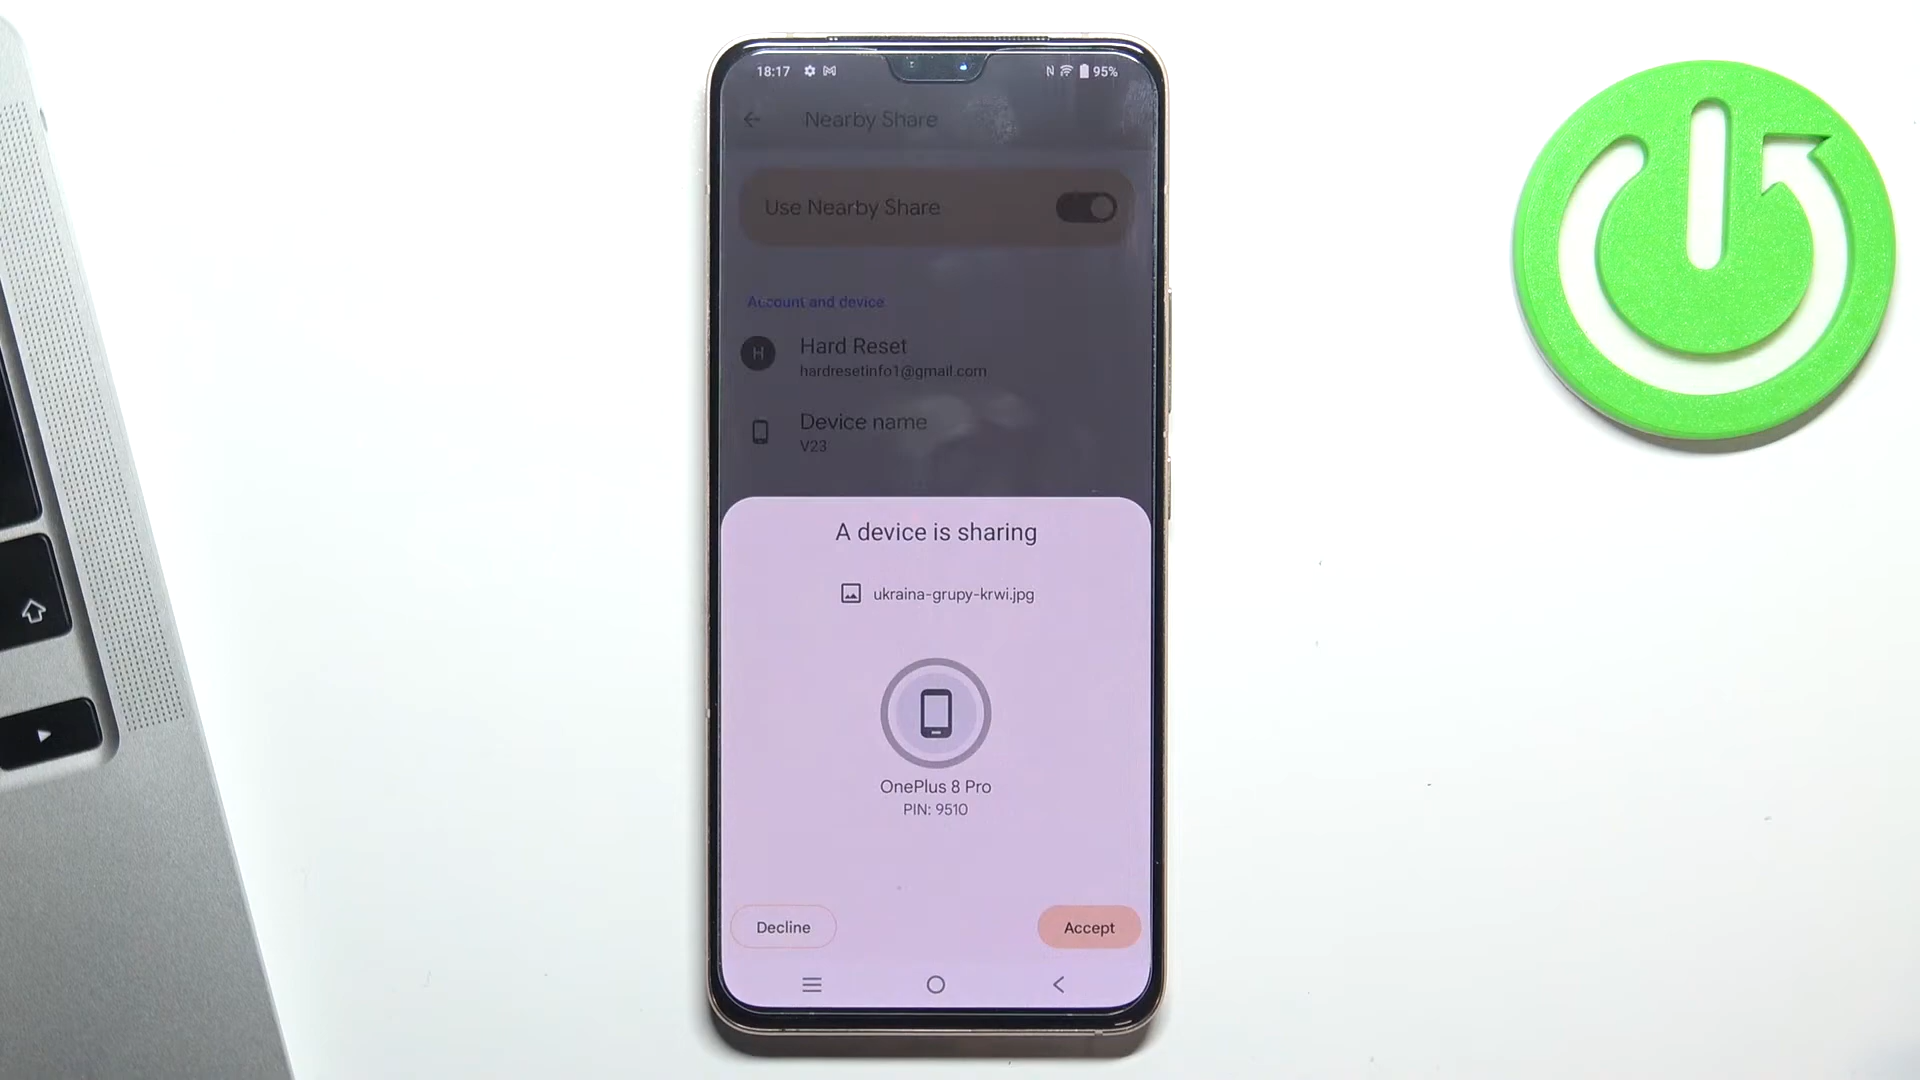 18:17 N 95%
Nearby Share
Use Nearby Share
Account and device
H
Hard Reset
hardresetinfo1@gmail.com
Device name
V23
A device is sharing
ukraina-grupy-krwi.jpg
OnePlus 8 Pro
PIN: 9510
Decline
Accept